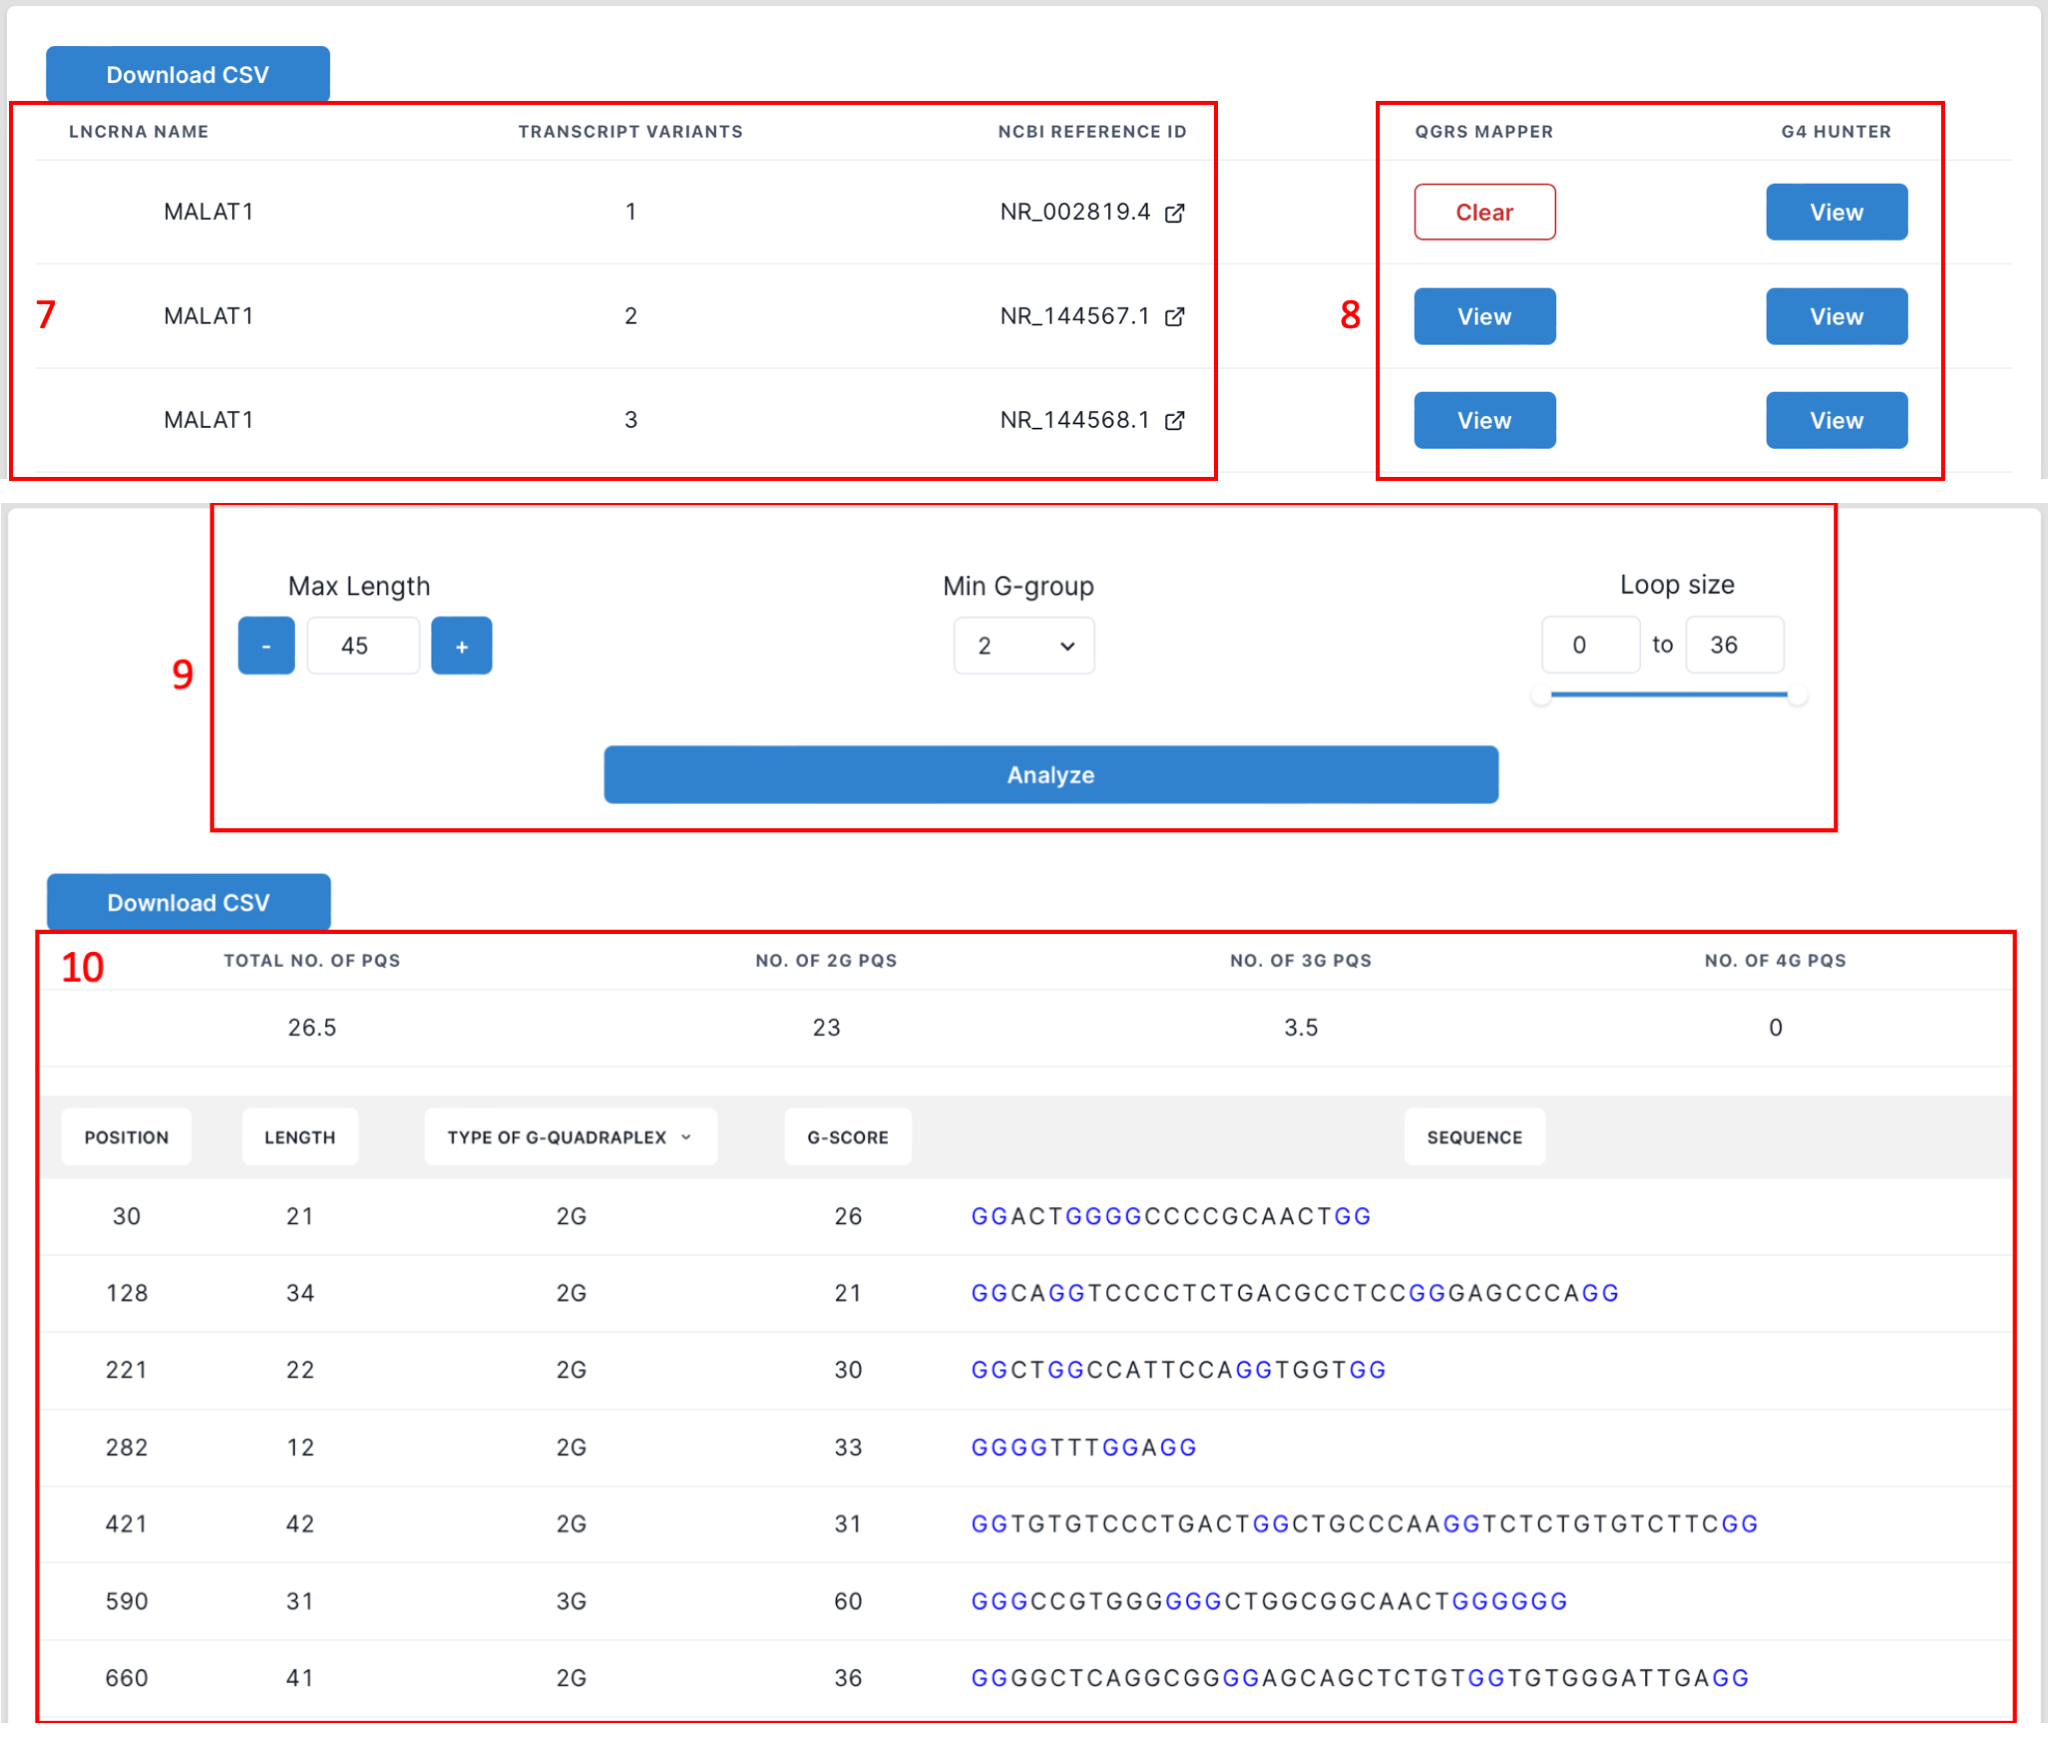 Download CSV
LNCRNA NAME TRANSCRIPT VARIANTS NCBI REFERENCE ID QGRS MAPPER G4 HUNTER
MALAT1 1 NR_002819.4 Clear View
7 MALAT1 2 NR_144567.1 8 View View
MALAT1 3 NR_144568.1 View View
Max Length Min G-group Loop size
9 - 45 + 2 0 to 36
Analyze
Download CSV
10 TOTAL NO. OF PQS NO. OF 2G PQS NO. OF 3G PQS NO. OF 4G PQS
26.5 23 3.5 0
POSITION LENGTH TYPE OF G-QUADRAPLEX G-SCORE SEQUENCE
30 21 2G 26 GGACTGGGGCCCCGCAACTGG
128 34 2G 21 GGCAGGTCCCCTCTGACGCCTCCGGGAGCCCAGG
221 22 2G 30 GGCTGGCCATTCCAGGTGGTGG
282 12 2G 33 GGGGTTTGGAGG
421 42 2G 31 GGTGTGTCCCTGACTGGCTGCCCAAGGTCTCTGTGTCTTCGG
590 31 3G 60 GGGCCGTGGGGGGCTGGCGGCAACTGGGGGG
660 41 2G 36 GGGGCTCAGGCGGGGAGCAGCTCTGTGGTGTGGGATTGAGG